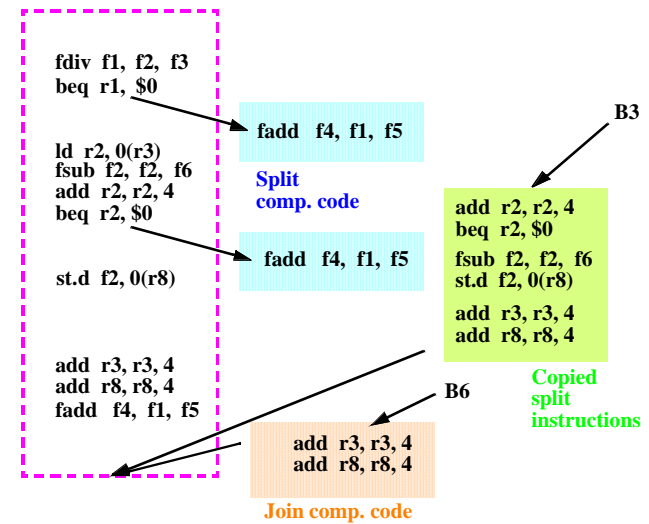 fdiv f1, f2, f3
beq r1, $0
fadd f4, f1, f5
Split
comp. code
ld r2, 0(r3)
fsub f2, f2, f6
add r2, r2, 4
beq r2, $0
fadd f4, f1, f5
st.d f2, 0(r8)
add r3, r3, 4
add r8, r8, 4
fadd f4, f1, f5
B3
add r2, r2, 4
beq r2, $0
fsub f2, f2, f6
st.d f2, 0(r8)
add r3, r3, 4
add r8, r8, 4
Copied
split
instructions
B6
add r3, r3, 4
add r8, r8, 4
Join comp. code